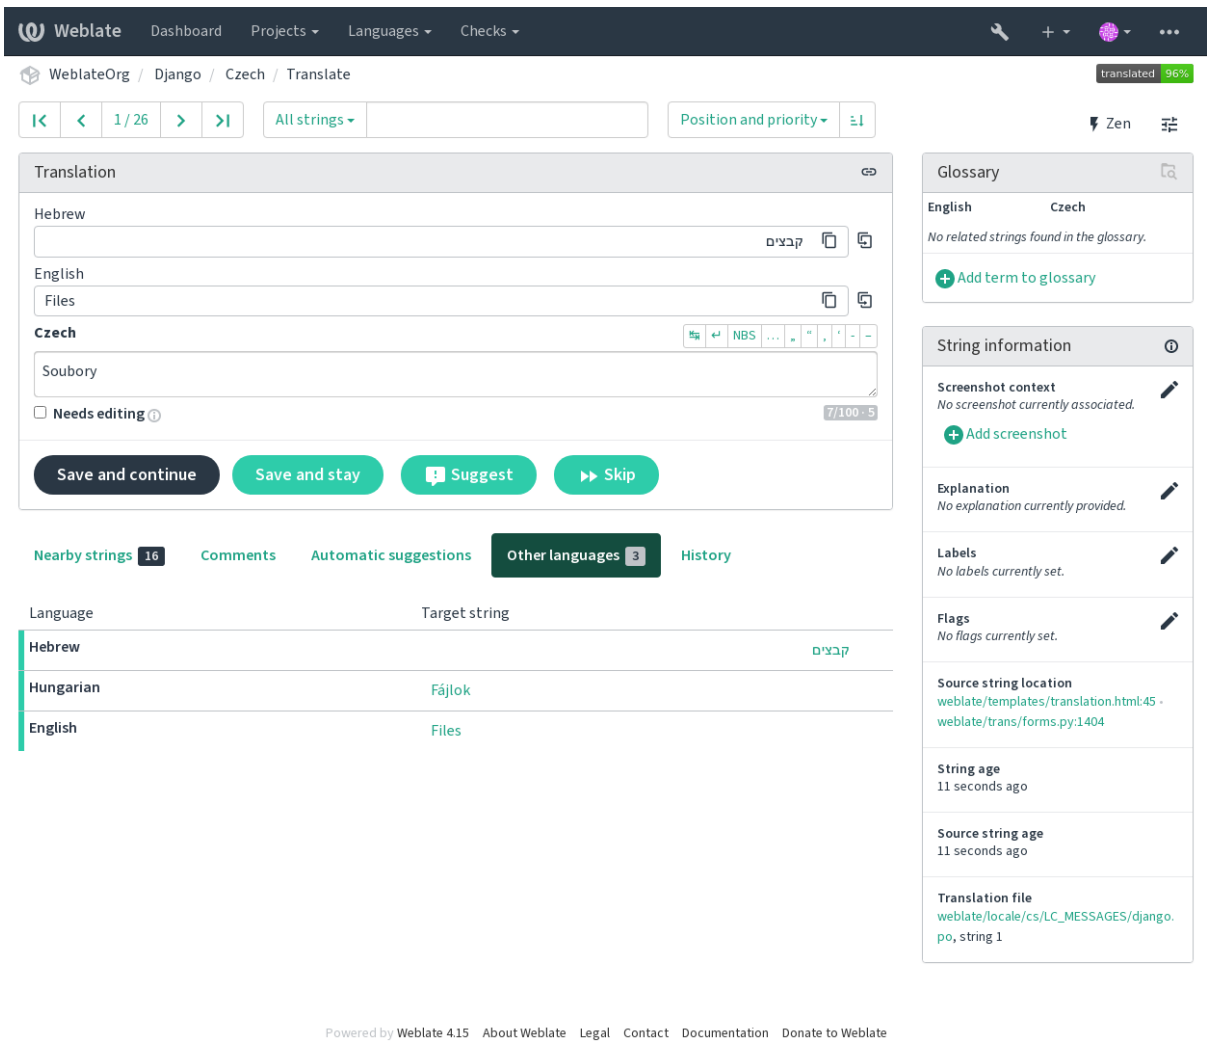 Weblate Dashboard Projects Languages Checks
WeblateOrg / Django / Czech / Translate
translated 96%
1 / 26 All strings Position and priority
Zen
Translation
Hebrew
קבצים
English
Files
Czech
↹ ↵ NBS … „ “ ‚ ‘ - –
Soubory
Needs editing
7/100 · 5
Save and continue Save and stay Suggest Skip
Nearby strings 16 Comments Automatic suggestions Other languages 3 History
Language Target string
Hebrew קבצים
Hungarian Fájlok
English Files
Glossary
English Czech
No related strings found in the glossary.
Add term to glossary
String information
Screenshot context
No screenshot currently associated.
Add screenshot
Explanation
No explanation currently provided.
Labels
No labels currently set.
Flags
No flags currently set.
Source string location
weblate/templates/translation.html:45 •
weblate/trans/forms.py:1404
String age
11 seconds ago
Source string age
11 seconds ago
Translation file
weblate/locale/cs/LC_MESSAGES/django.
po, string 1
Powered by Weblate 4.15 About Weblate Legal Contact Documentation Donate to Weblate